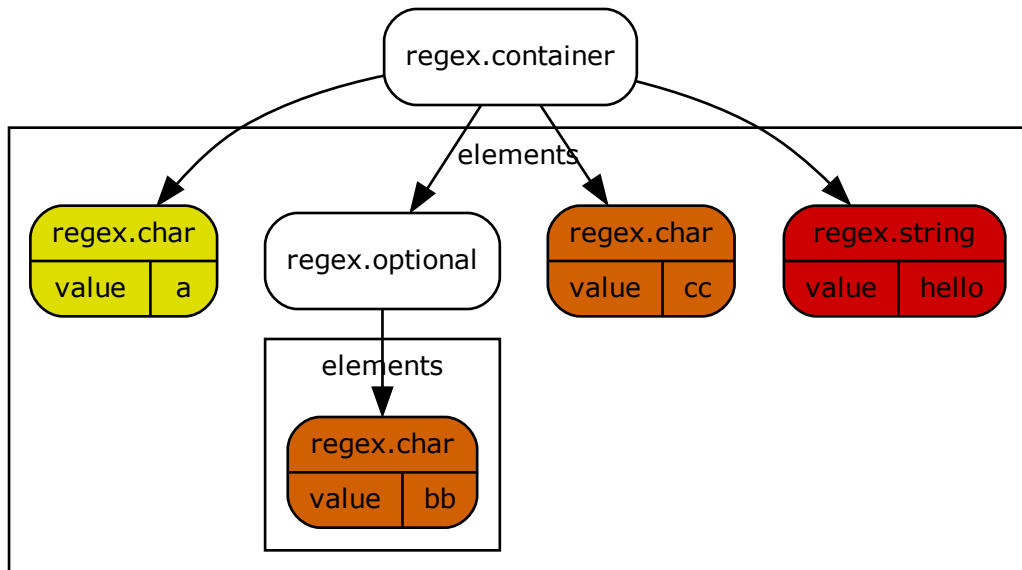 regex.container
elements
regex.char
value a
regex.optional
regex.char
value cc
regex.string
value hello
elements
regex.char
value bb